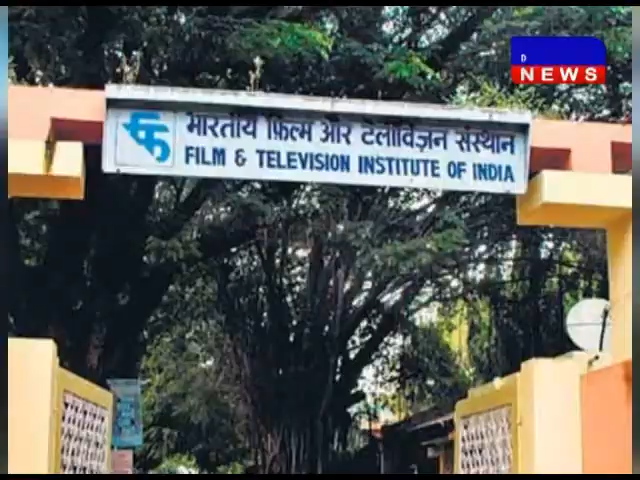 D
NEWS
भारतीय फ़िल्म और टेलीविज़न संस्थान
FILM & TELEVISION INSTITUTE OF INDIA